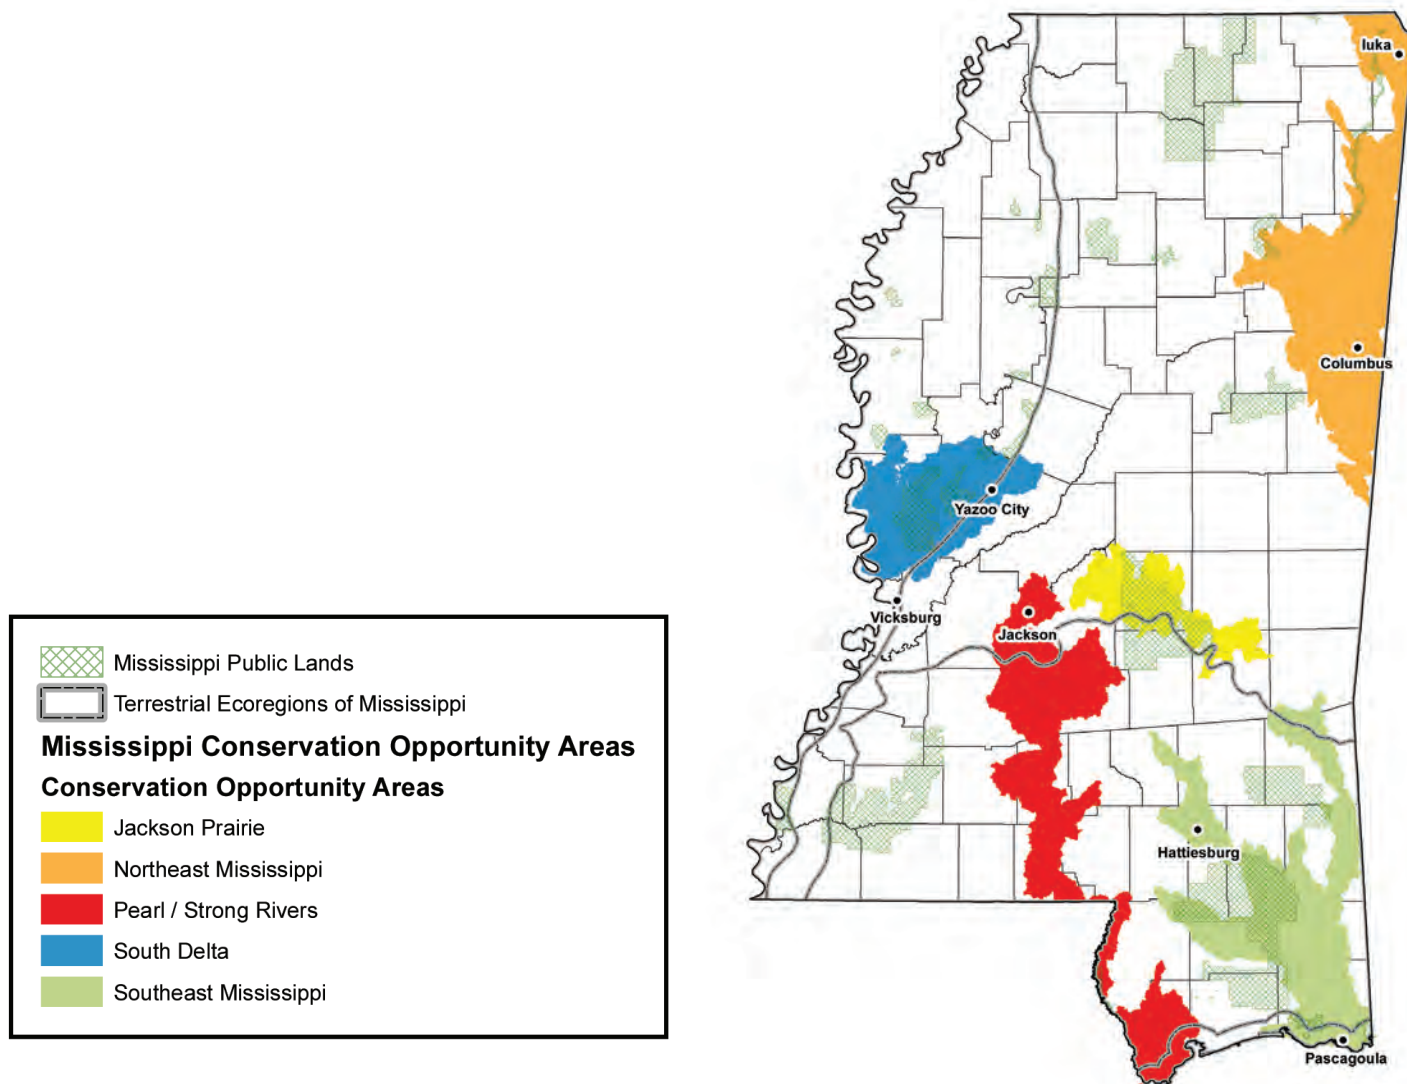 Iuka
Columbus
Yazoo City
Vicksburg
Jackson
Hattiesburg
Pascagoula
Mississippi Public Lands
Terrestrial Ecoregions of Mississippi
Mississippi Conservation Opportunity Areas
Conservation Opportunity Areas
Jackson Prairie
Northeast Mississippi
Pearl / Strong Rivers
South Delta
Southeast Mississippi